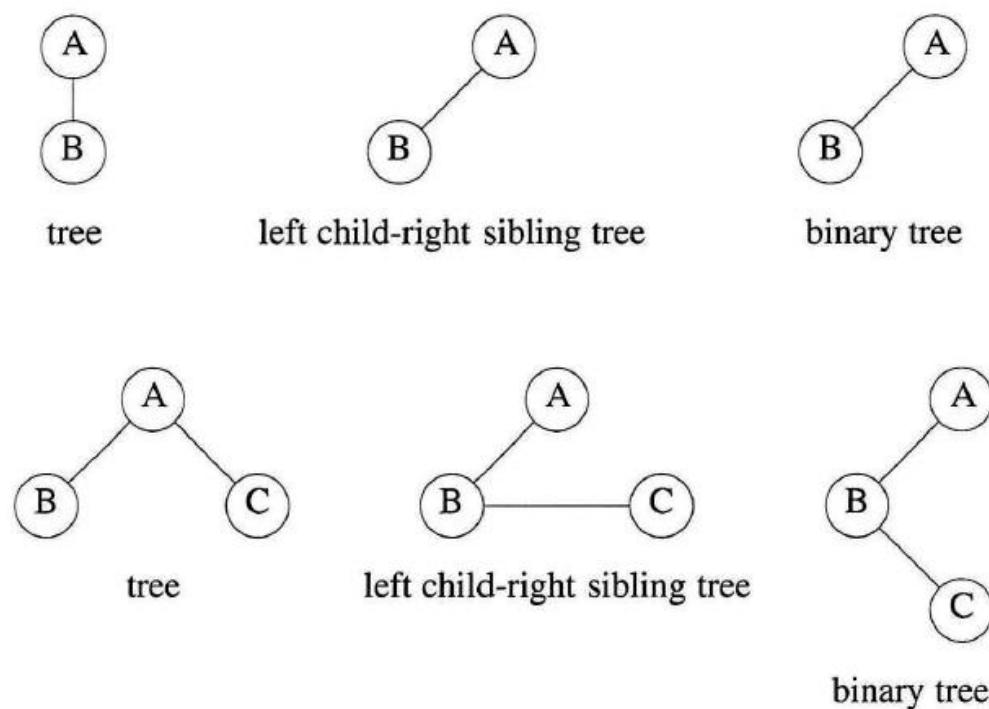 A A A
B B B
tree left child-right sibling tree binary tree
A A A
B C B C B
tree left child-right sibling tree C
binary tree